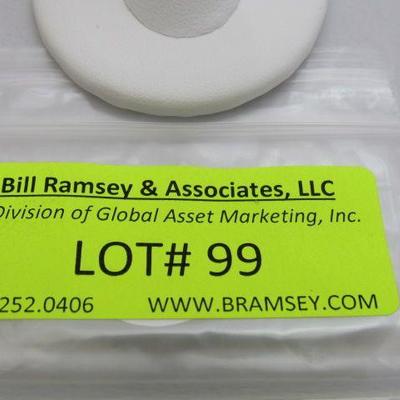 Bill Ramsey & Associates, LLC
Division of Global Asset Marketing, Inc.
LOT# 99
252.0406 WWW.BRAMSEY.COM